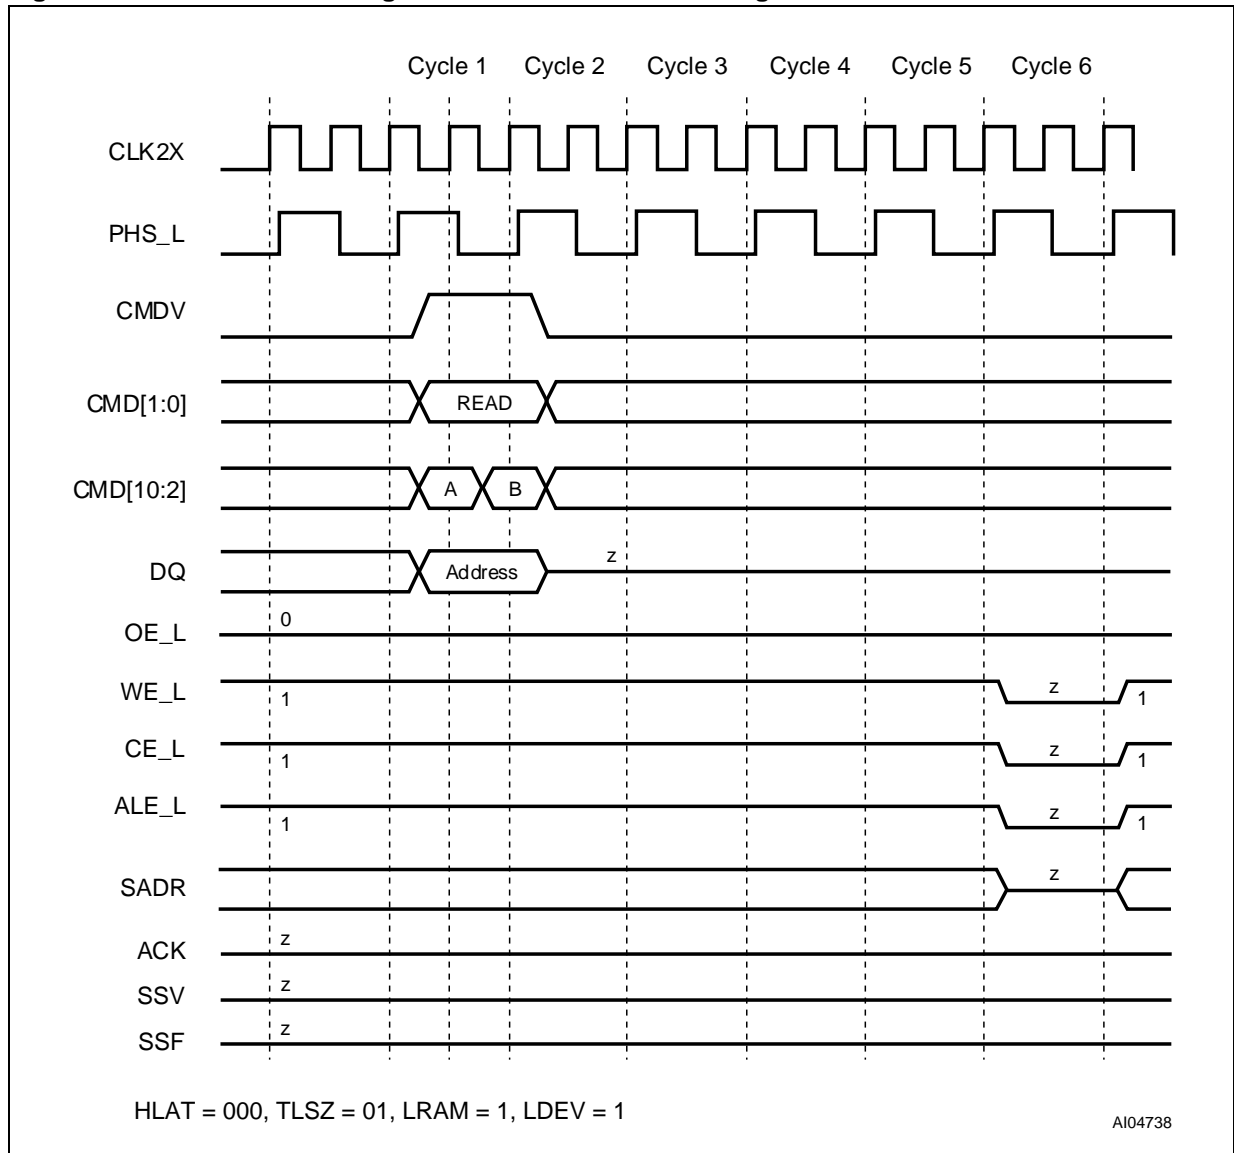 Cycle 1 Cycle 2 Cycle 3 Cycle 4 Cycle 5 Cycle 6
CLK2X
PHS_L
CMDV
CMD[1:0] READ
CMD[10:2] A B
DQ Address z
OE_L 0
WE_L 1 z 1
CE_L 1 z 1
ALE_L 1 z 1
SADR z
ACK z
SSV z
SSF z
HLAT = 000, TLSZ = 01, LRAM = 1, LDEV = 1
AI04738